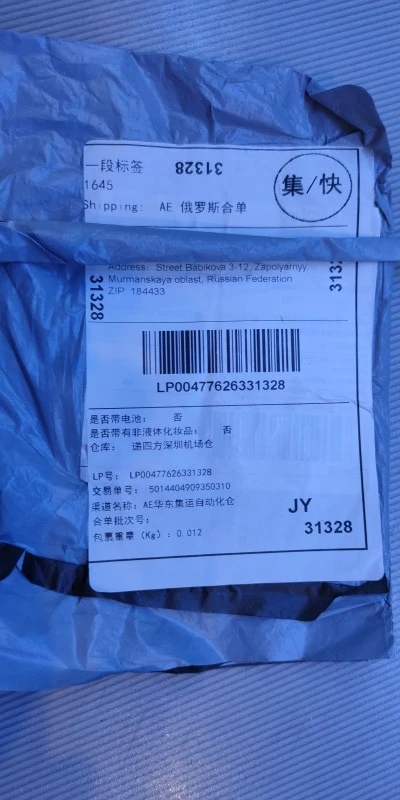 一段标签
31328
1645
集/快
Shipping: AE 俄罗斯合单
Address: Street Babikova 3-12, Zapolyarnyy,
Murmanskaya oblast, Russian Federation
ZIP 184433
31328
313
LP00477626331328
是否带电池: 否
是否带有非液体化妆品: 否
仓库: 递四方深圳机场仓
LP号: LP00477626331328
交易单号: 5014404909350310
渠道名称: AE华东集运自动化仓
合单批次号:
包裹重量 (Kg): 0.012
JY
31328